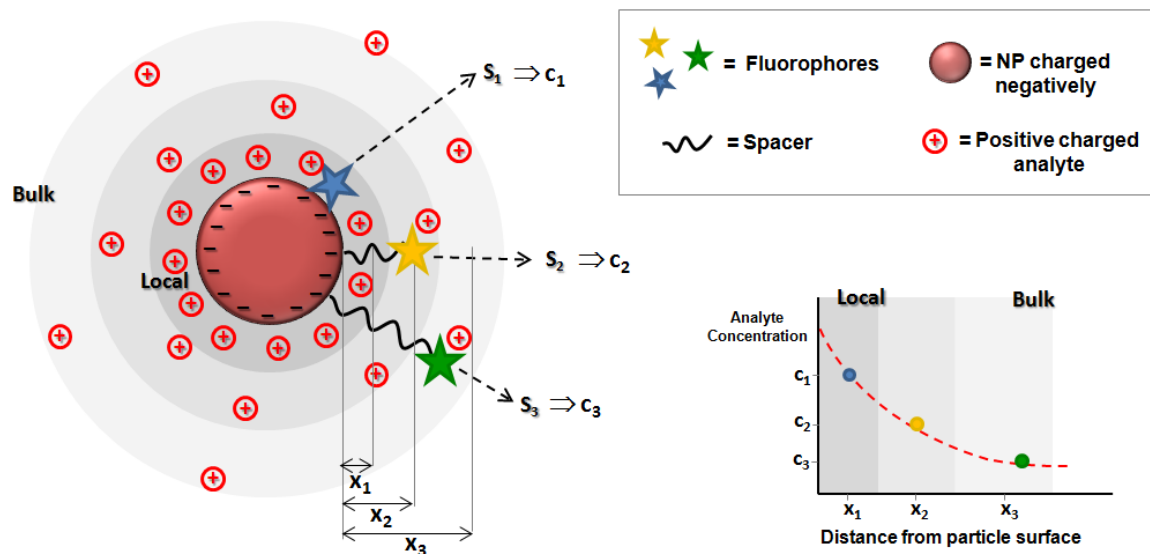 S₁ ⇒ c₁
Bulk
Local
S₂ ⇒ c₂
S₃ ⇒ c₃
x₁
x₂
x₃
= Fluorophores
= NP charged
negatively
= Spacer
= Positive charged
analyte
Local
Bulk
Analyte
Concentration
c₁
c₂
c₃
x₁
x₂
x₃
Distance from particle surface